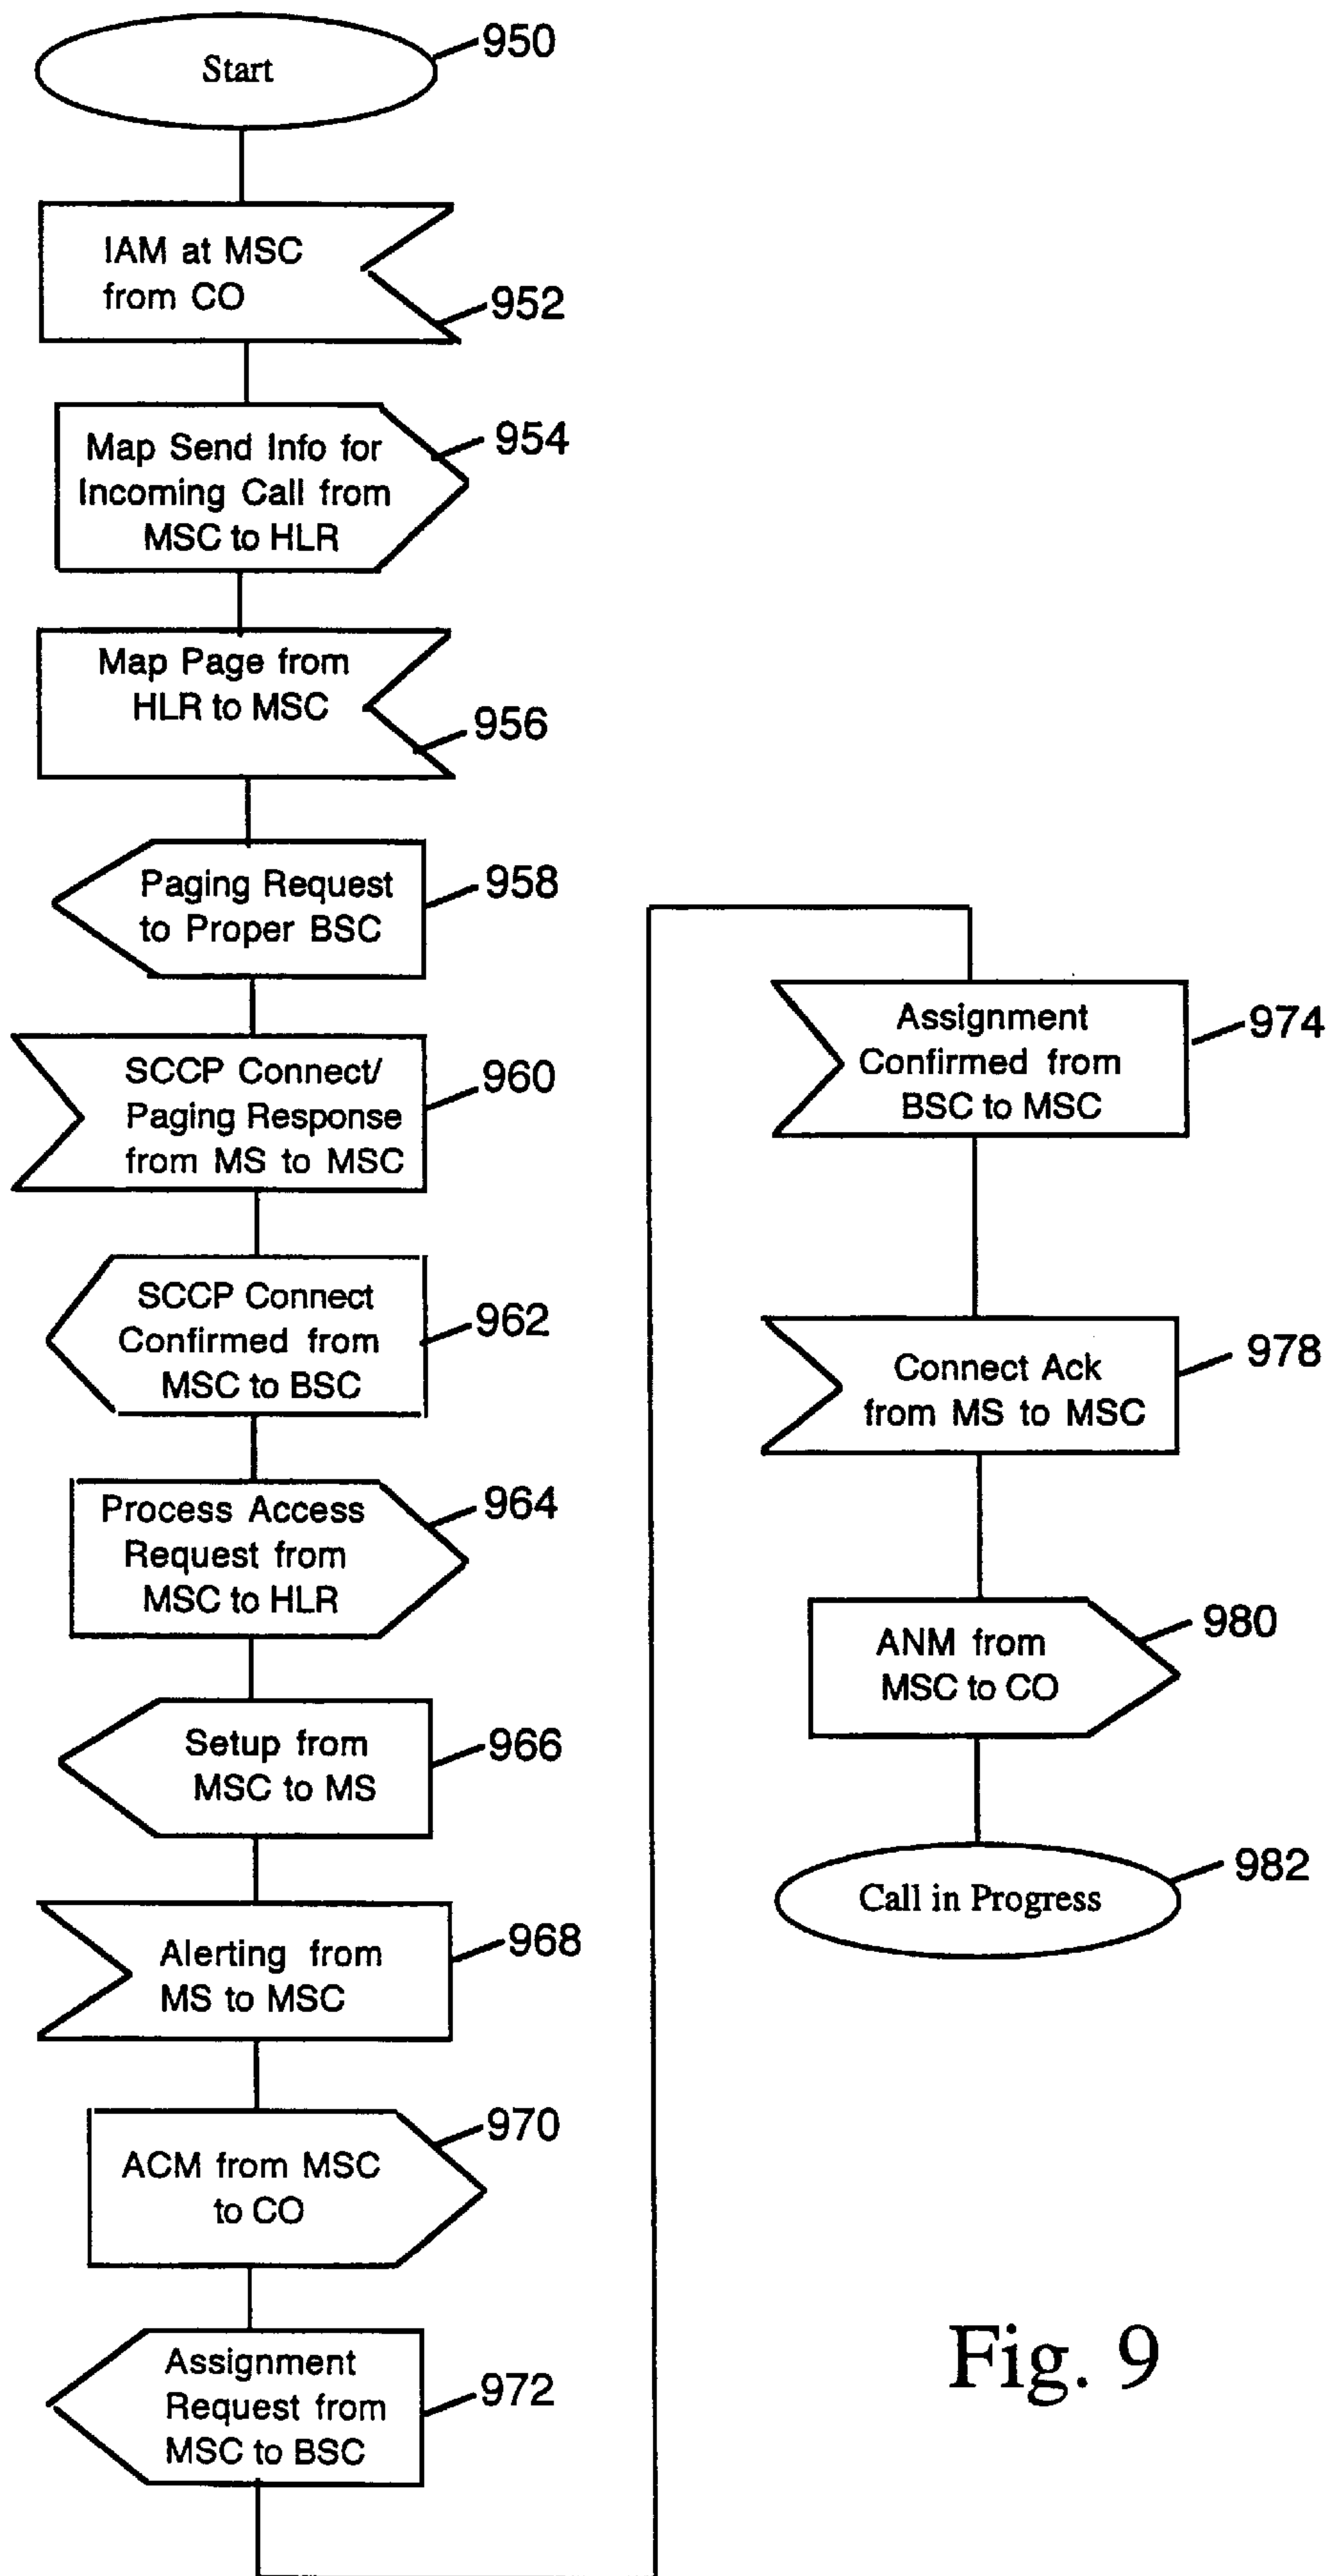 Start
950
IAM at MSC
from CO
952
Map Send Info for
Incoming Call from
MSC to HLR
954
Map Page from
HLR to MSC
956
Paging Request
to Proper BSC
958
SCCP Connect/
Paging Response
from MS to MSC
960
SCCP Connect
Confirmed from
MSC to BSC
962
Process Access
Request from
MSC to HLR
964
Setup from
MSC to MS
966
Alerting from
MS to MSC
968
ACM from MSC
to CO
970
Assignment
Request from
MSC to BSC
972
Assignment
Confirmed from
BSC to MSC
974
Connect Ack
from MS to MSC
978
ANM from
MSC to CO
980
Call in Progress
982
Fig. 9